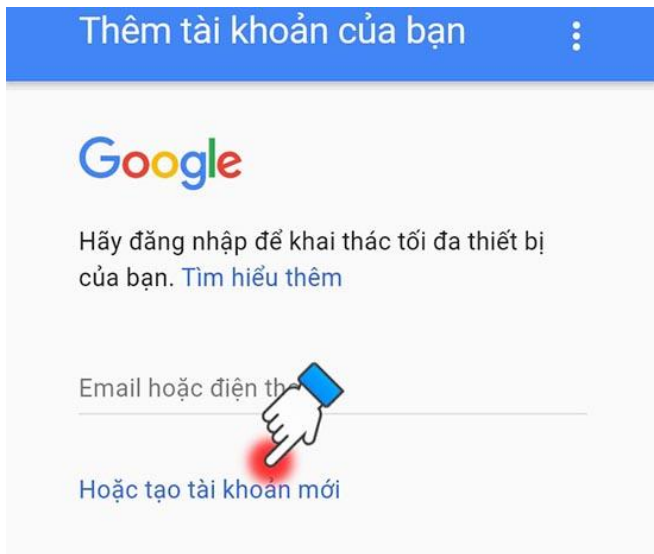 Thêm tài khoản của bạn
Google
Hãy đăng nhập để khai thác tối đa thiết bị
của bạn. Tìm hiểu thêm
Email hoặc điện
Hoặc tạo tài khoản mới